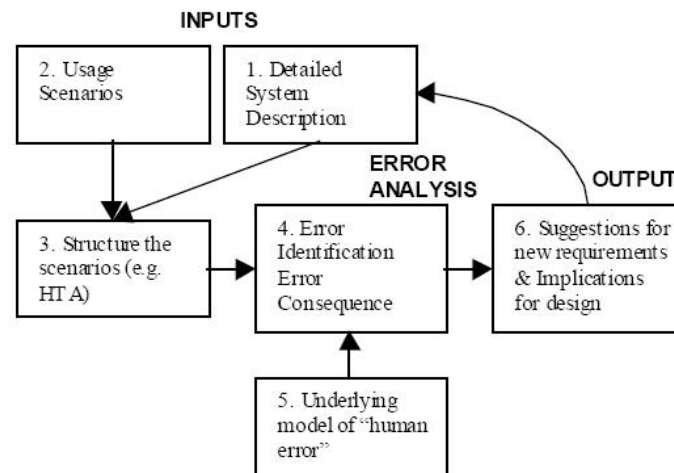 INPUTS
2. Usage
Scenarios
1. Detailed
System
Description
ERROR
ANALYSIS
OUTPUT
3. Structure the
scenarios (e.g.
HTA)
4. Error
Identification
Error
Consequence
6. Suggestions for
new requirements
& Implications
for design
5. Underlying
model of “human
error”